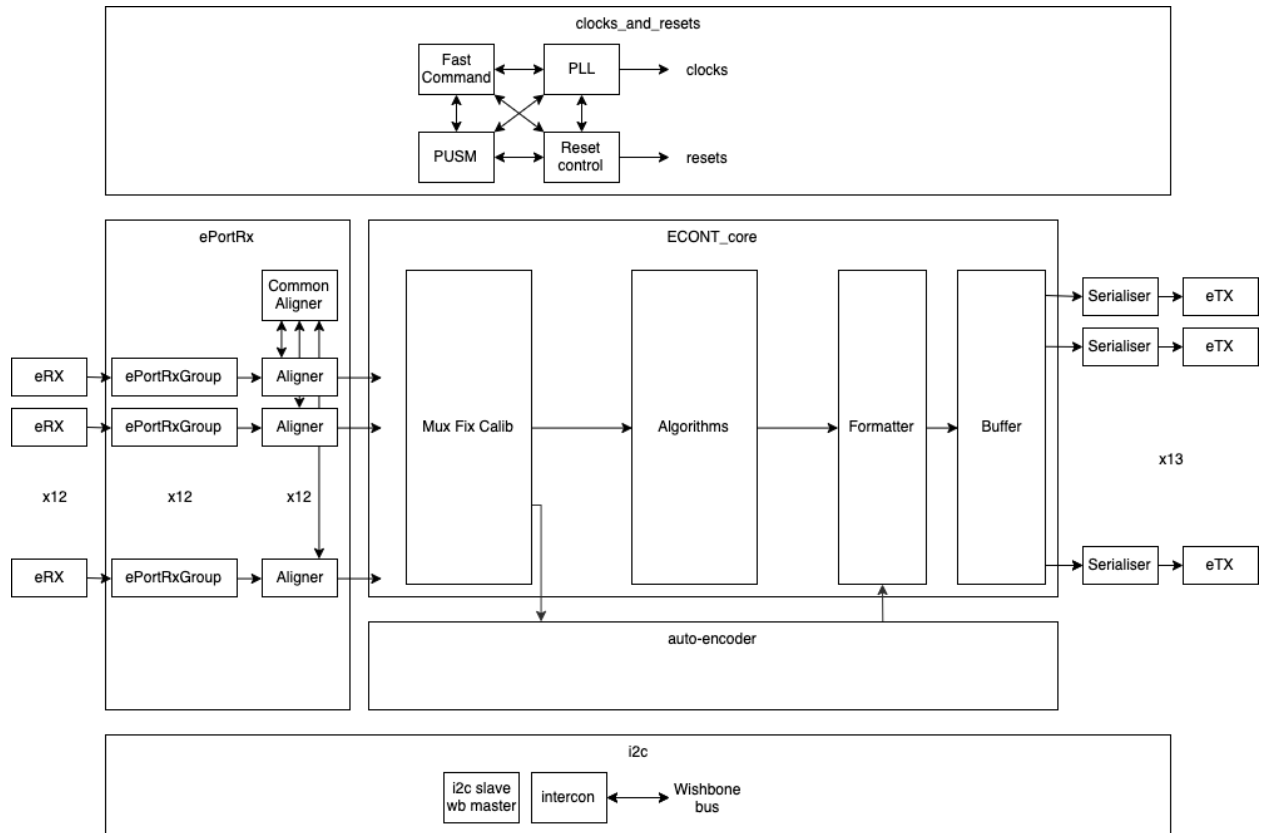 clocks_and_resets
Fast
Command
PLL
clocks
PUSM
Reset
control
resets
ePortRx
ECONT_core
Common
Aligner
Serialiser
eTX
Serialiser
eTX
eRX
ePortRxGroup
Aligner
eRX
ePortRxGroup
Aligner
Mux Fix Calib
Algorithms
Formatter
Buffer
x13
x12
x12
x12
eRX
ePortRxGroup
Aligner
Serialiser
eTX
auto-encoder
i2c
i2c slave
wb master
intercon
Wishbone
bus